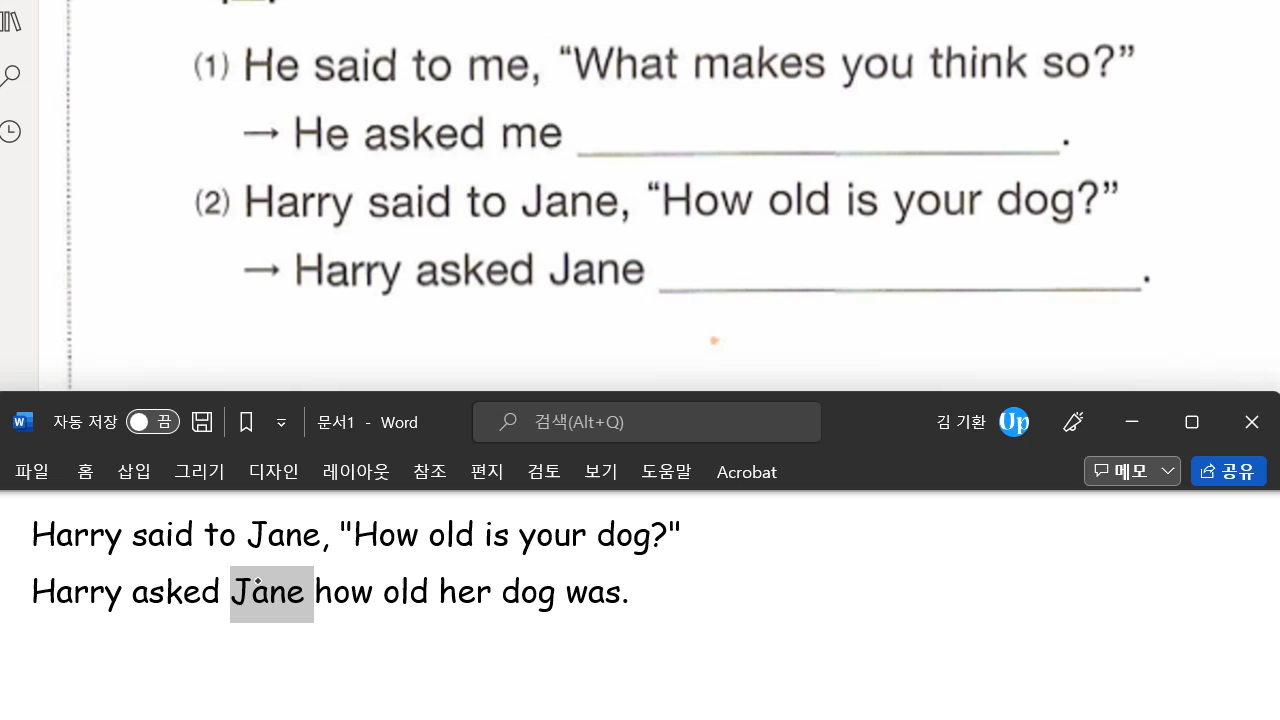 (1) He said to me, “What makes you think so?”
→ He asked me ____________________.
(2) Harry said to Jane, “How old is your dog?”
→ Harry asked Jane ____________________.
자동 저장 끔 문서1 - Word 검색(Alt+Q) 김 기환 Up
파일 홈 삽입 그리기 디자인 레이아웃 참조 편지 검토 보기 도움말 Acrobat 메모 공유
Harry said to Jane, "How old is your dog?"
Harry asked Jane how old her dog was.